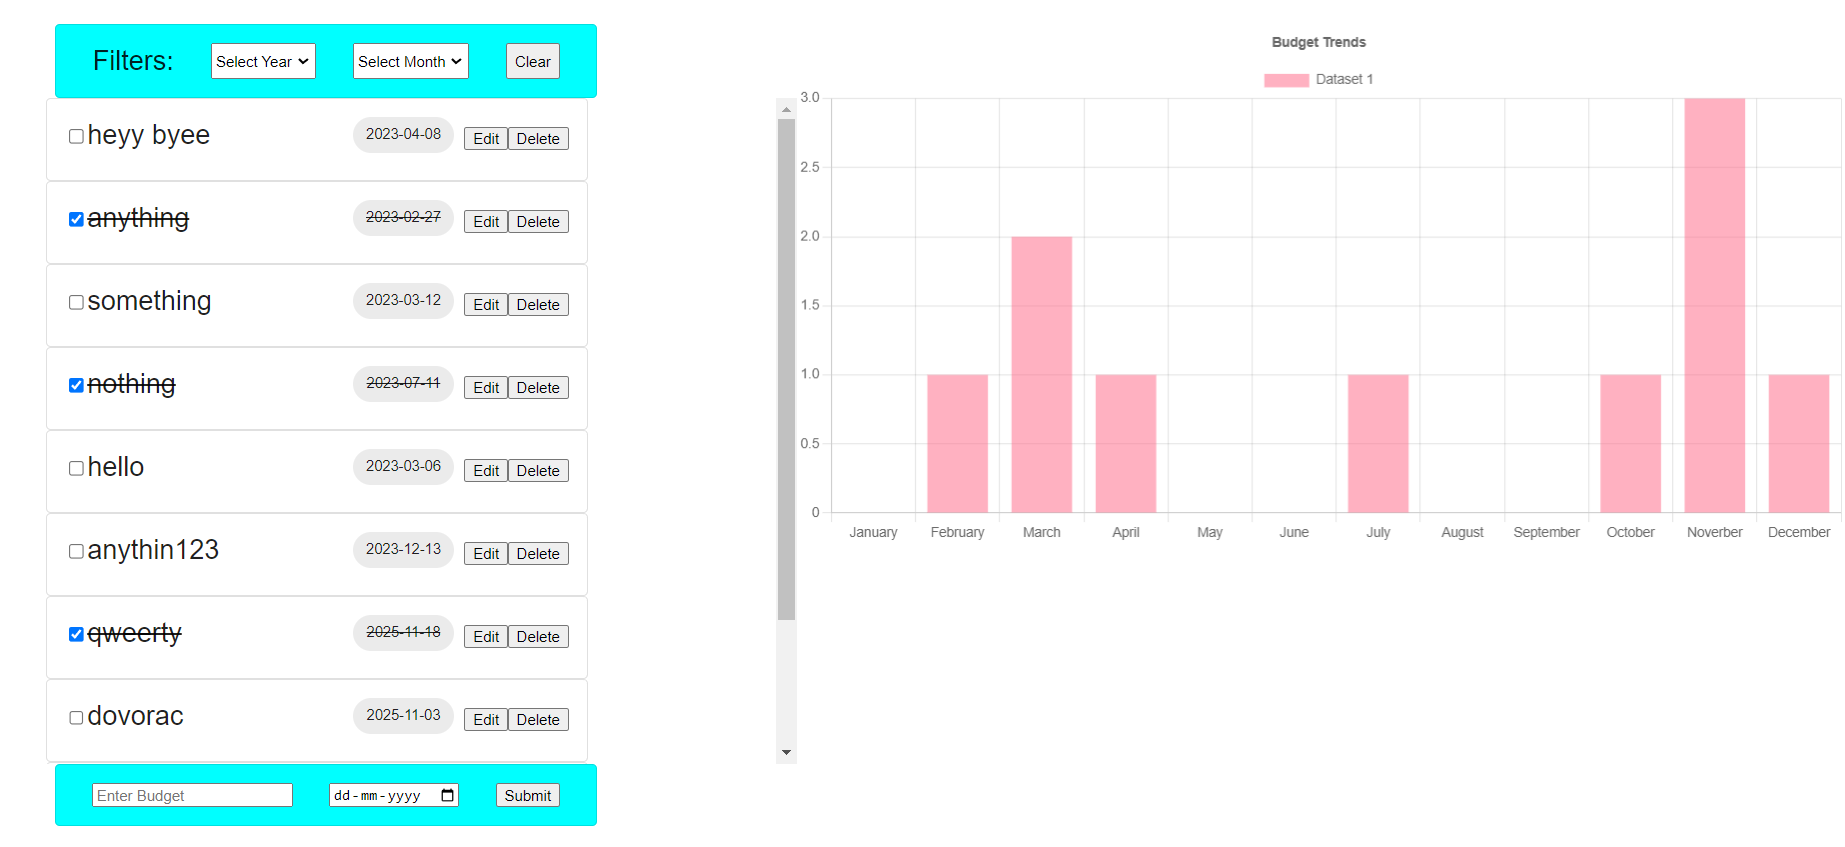 Filters: Select Year Select Month Clear
heyy byee 2023-04-08 Edit Delete
anything 2023-02-27 Edit Delete
something 2023-03-12 Edit Delete
nothing 2023-07-11 Edit Delete
hello 2023-03-06 Edit Delete
anythin123 2023-12-13 Edit Delete
qweerty 2025-11-18 Edit Delete
dovorac 2025-11-03 Edit Delete
Enter Budget dd-mm-yyyy Submit
Budget Trends
Dataset 1
3.0
2.5
2.0
1.5
1.0
0.5
0
January February March April May June July August September October Noverber December